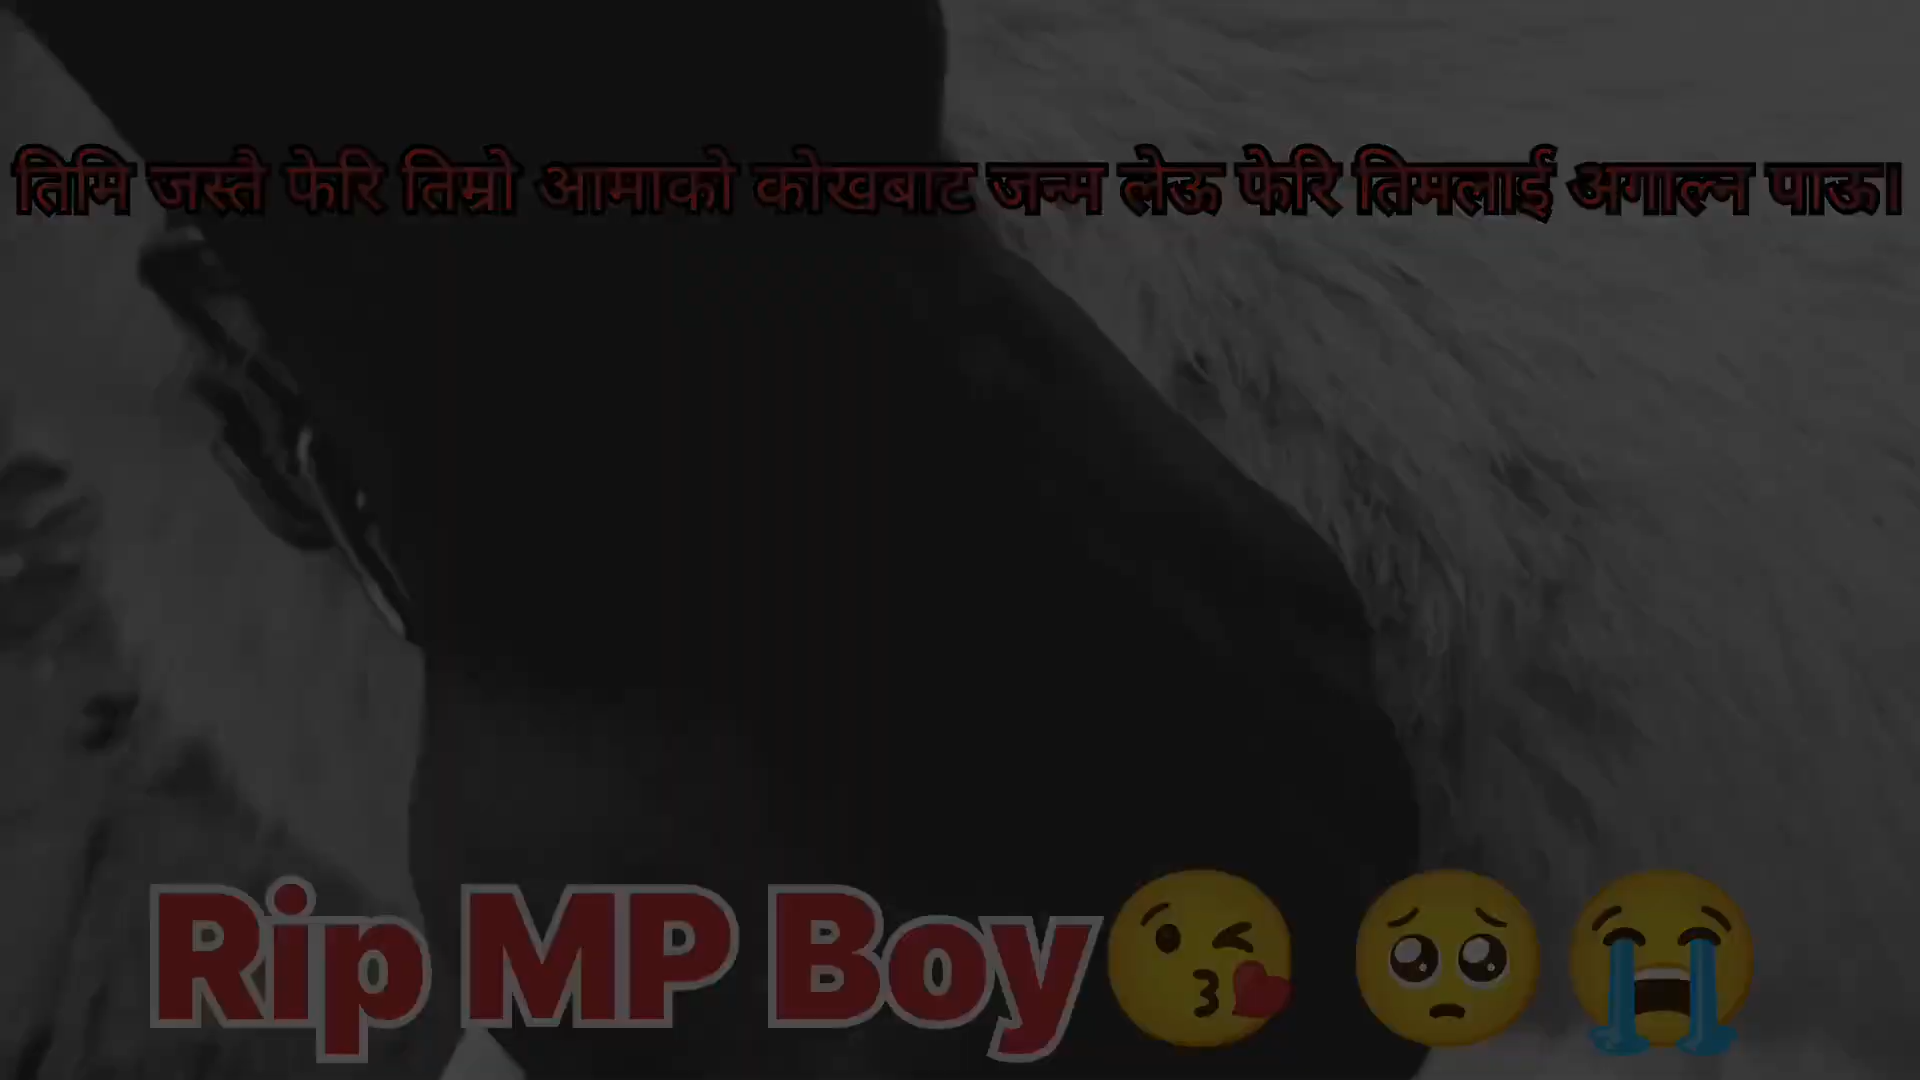 तिमि जस्तै फेरि तिम्रो आमाको कोखबाट जन्म लेऊ फेरि तिमलाई अगाल्न पाऊ।
Rip MP Boy😘 🥺😭